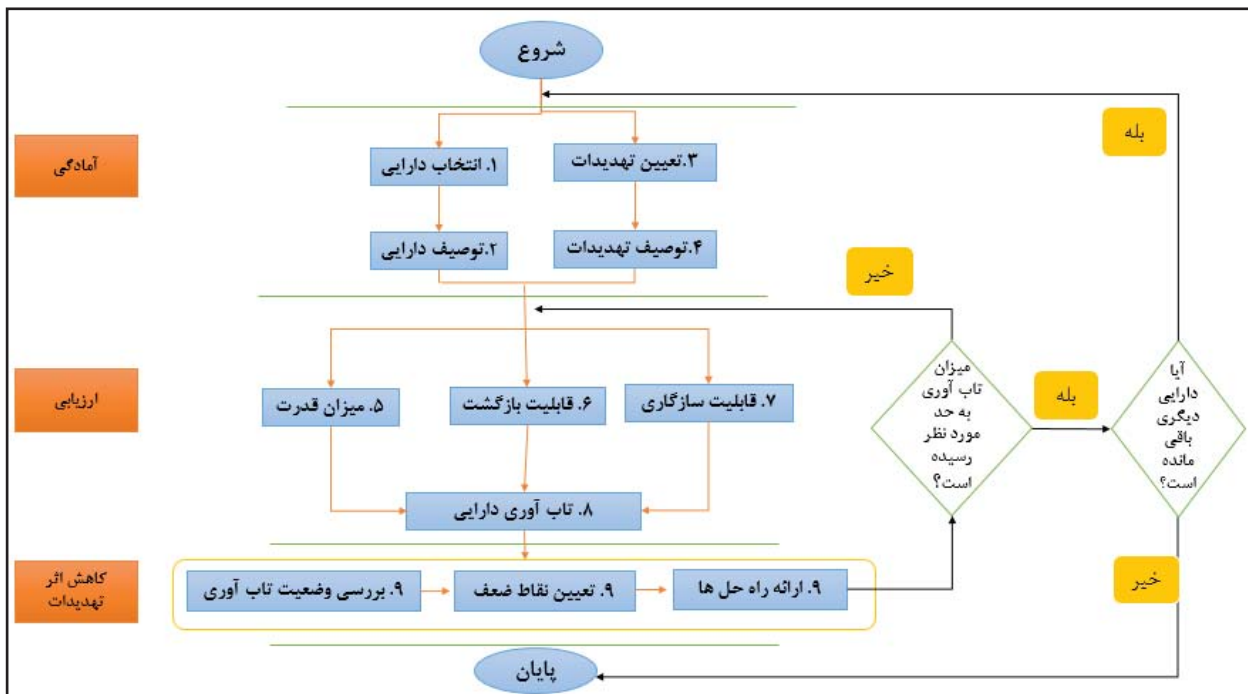 شروع
بله
آمادگی
۱. انتخاب دارایی
۳.تعیین تهدیدات
۲.توصیف دارایی
۴.توصیف تهدیدات
خیر
ارزیابی
۵. میزان قدرت
۶. قابلیت بازگشت
۷. قابلیت سازگاری
میزان
تاب آوری
به حد
مورد نظر
رسیده
است؟
بله
آیا
دارایی
دیگری
باقی
مانده
است؟
۸. تاب آوری دارایی
کاهش اثر
تهدیدات
۹. بررسی وضعیت تاب آوری
۹. تعیین نقاط ضعف
۹. ارائه راه حل ها
خیر
پایان